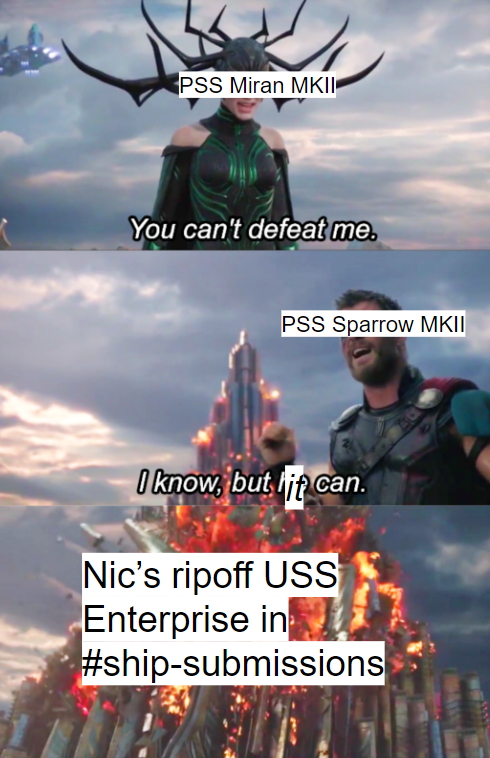 PSS Miran MKII
You can't defeat me.
PSS Sparrow MKII
I know, but it can.
Nic’s ripoff USS
Enterprise in
#ship-submissions